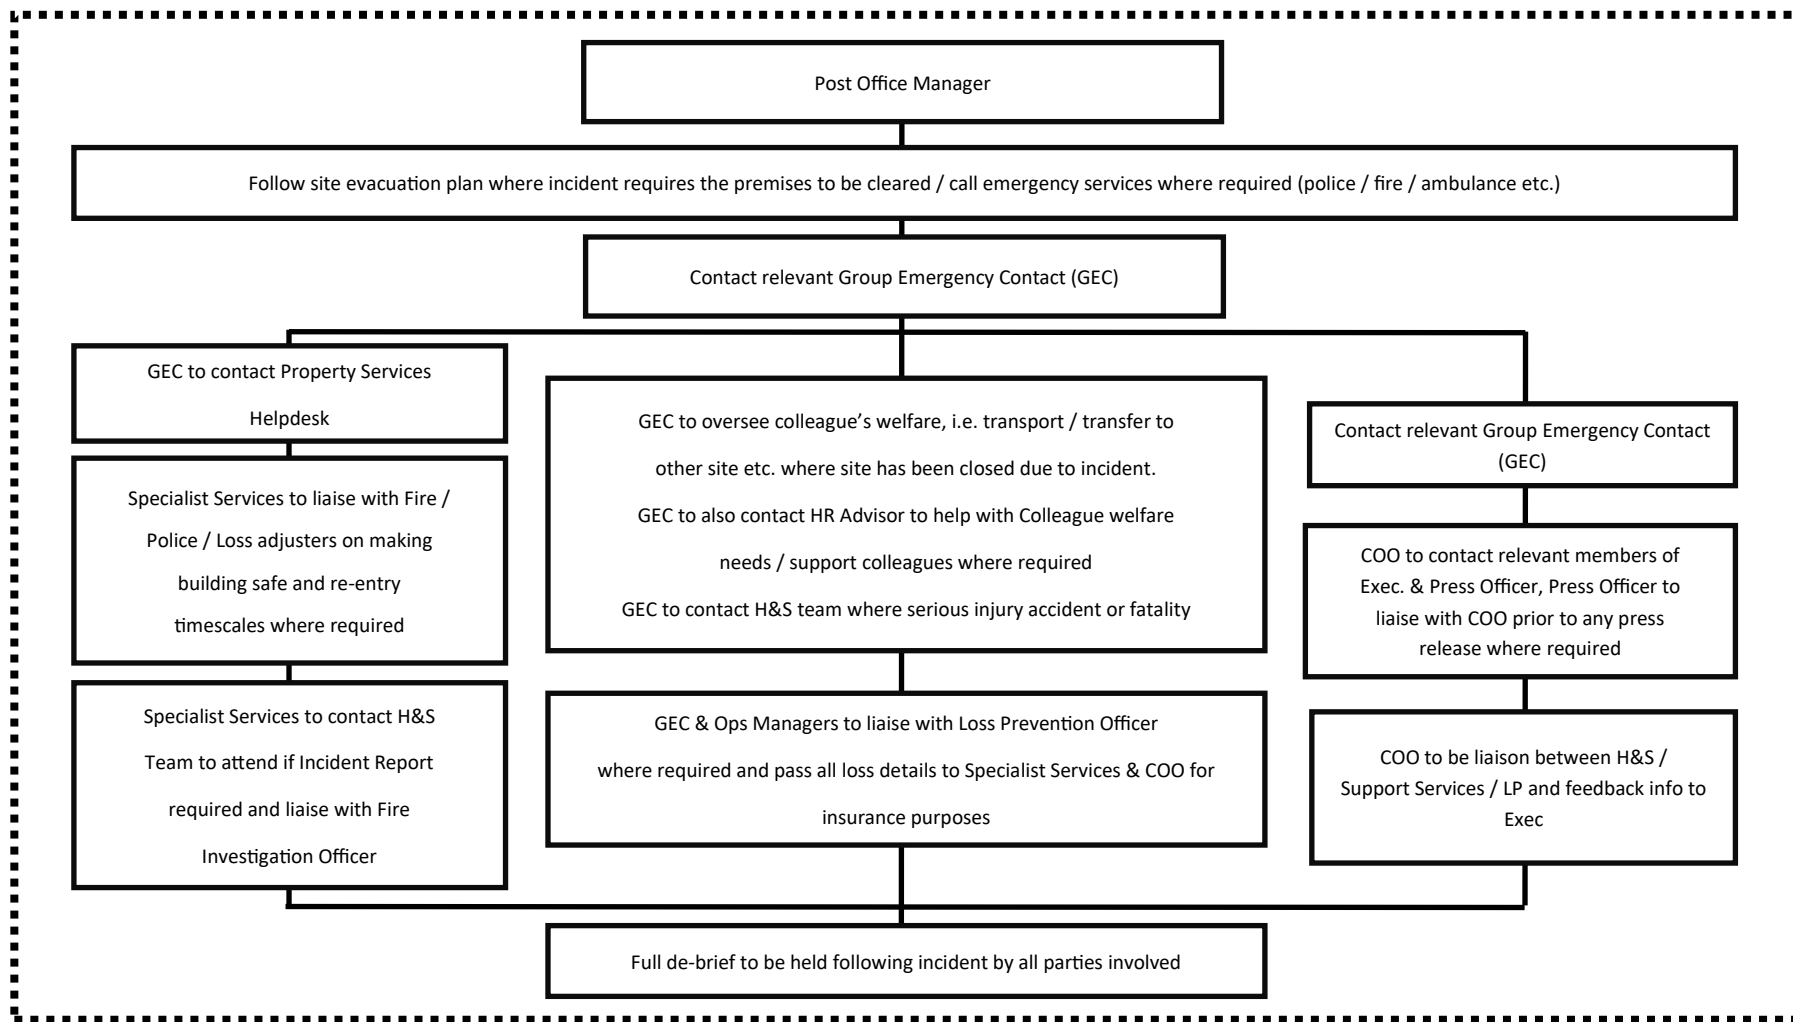 Post Office Manager
Follow site evacuation plan where incident requires the premises to be cleared / call emergency services where required (police / fire / ambulance etc.)
Contact relevant Group Emergency Contact (GEC)
GEC to contact Property Services
Helpdesk
Specialist Services to liaise with Fire /
Police / Loss adjusters on making
building safe and re-entry
timescales where required
Specialist Services to contact H&S
Team to attend if Incident Report
required and liaise with Fire
Investigation Officer
GEC to oversee colleague’s welfare, i.e. transport / transfer to
other site etc. where site has been closed due to incident.
GEC to also contact HR Advisor to help with Colleague welfare
needs / support colleagues where required
GEC to contact H&S team where serious injury accident or fatality
GEC & Ops Managers to liaise with Loss Prevention Officer
where required and pass all loss details to Specialist Services & COO for
insurance purposes
Contact relevant Group Emergency Contact
(GEC)
COO to contact relevant members of
Exec. & Press Officer, Press Officer to
liaise with COO prior to any press
release where required
COO to be liaison between H&S /
Support Services / LP and feedback info to
Exec
Full de-brief to be held following incident by all parties involved